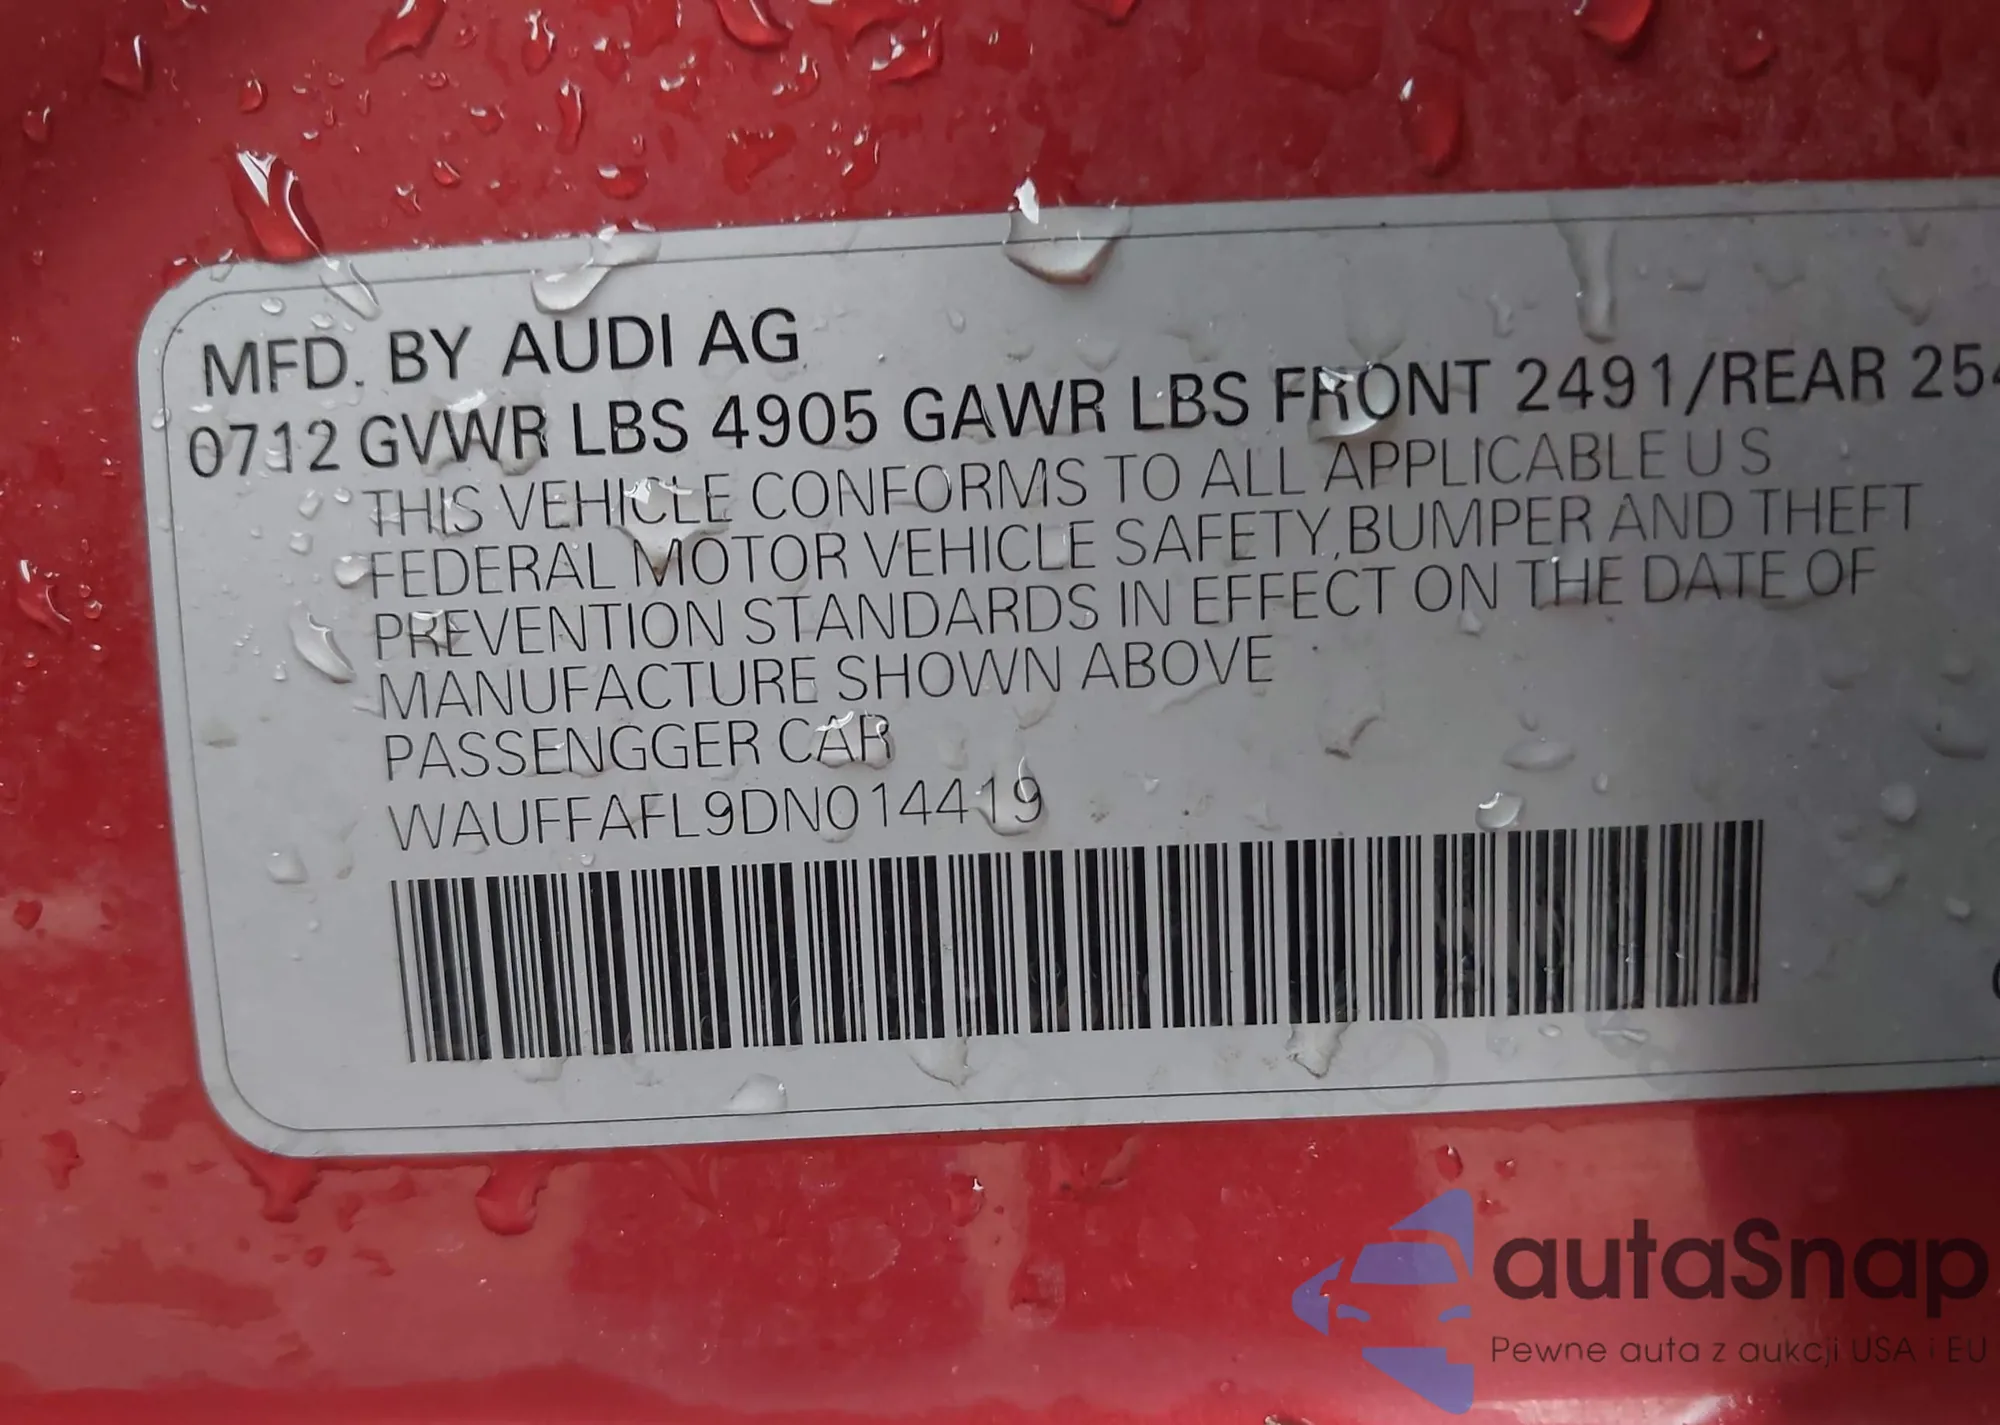 MFD. BY AUDI AG
0712 GVWR LBS 4905 GAWR LBS FRONT 2491/REAR 254
THIS VEHICLE CONFORMS TO ALL APPLICABLE U S
FEDERAL MOTOR VEHICLE SAFETY, BUMPER AND THEFT
PREVENTION STANDARDS IN EFFECT ON THE DATE OF
MANUFACTURE SHOWN ABOVE
PASSENGGER CAR
WAUFFAFL9DN014419
autaSnap
Pewne auta z aukcji USA i EU